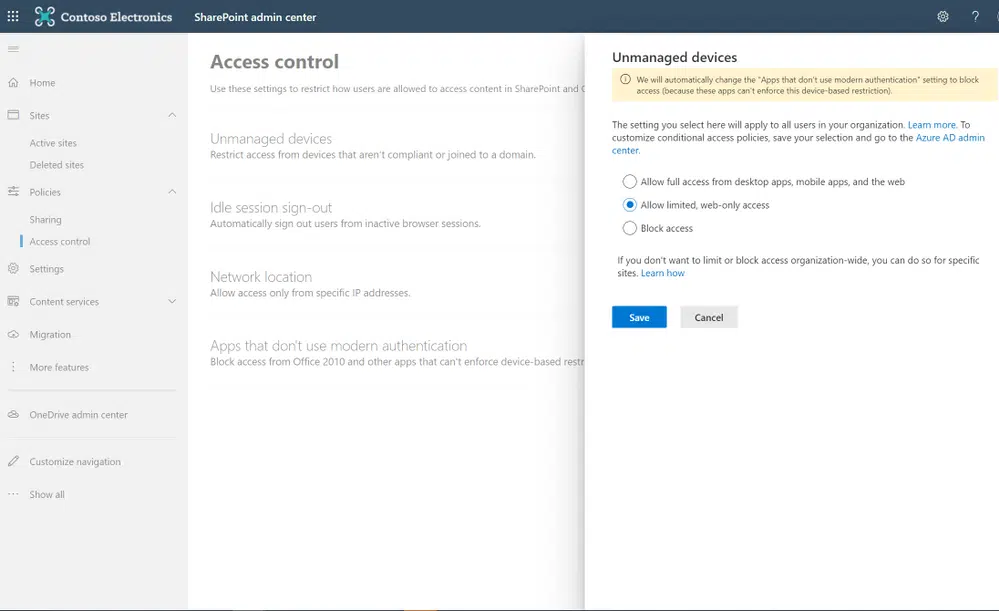 Contoso Electronics
SharePoint admin center
?
Home
Sites
Active sites
Deleted sites
Policies
Sharing
Access control
Settings
Content services
Migration
More features
OneDrive admin center
Customize navigation
Show all
Access control
Use these settings to restrict how users are allowed to access content in SharePoint and
Unmanaged devices
Restrict access from devices that aren't compliant or joined to a domain.
Idle session sign-out
Automatically sign out users from inactive browser sessions.
Network location
Allow access only from specific IP addresses.
Apps that don't use modern authentication
Block access from Office 2010 and other apps that can't enforce device-based restr
Unmanaged devices
We will automatically change the "Apps that don't use modern authentication" setting to block
access (because these apps can't enforce this device-based restriction).
The setting you select here will apply to all users in your organization. Learn more. To
customize conditional access policies, save your selection and go to the Azure AD admin
center.
Allow full access from desktop apps, mobile apps, and the web
Allow limited, web-only access
Block access
If you don't want to limit or block access organization-wide, you can do so for specific
sites. Learn how
Save
Cancel